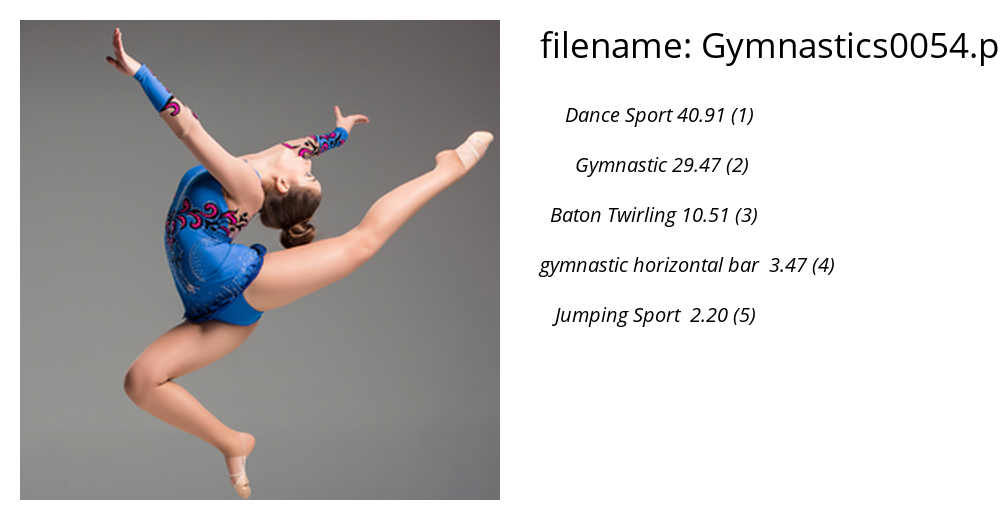 filename: Gymnastics0054.p
Dance Sport 40.91 (1)
Gymnastic 29.47 (2)
Baton Twirling 10.51 (3)
gymnastic horizontal bar 3.47 (4)
Jumping Sport 2.20 (5)